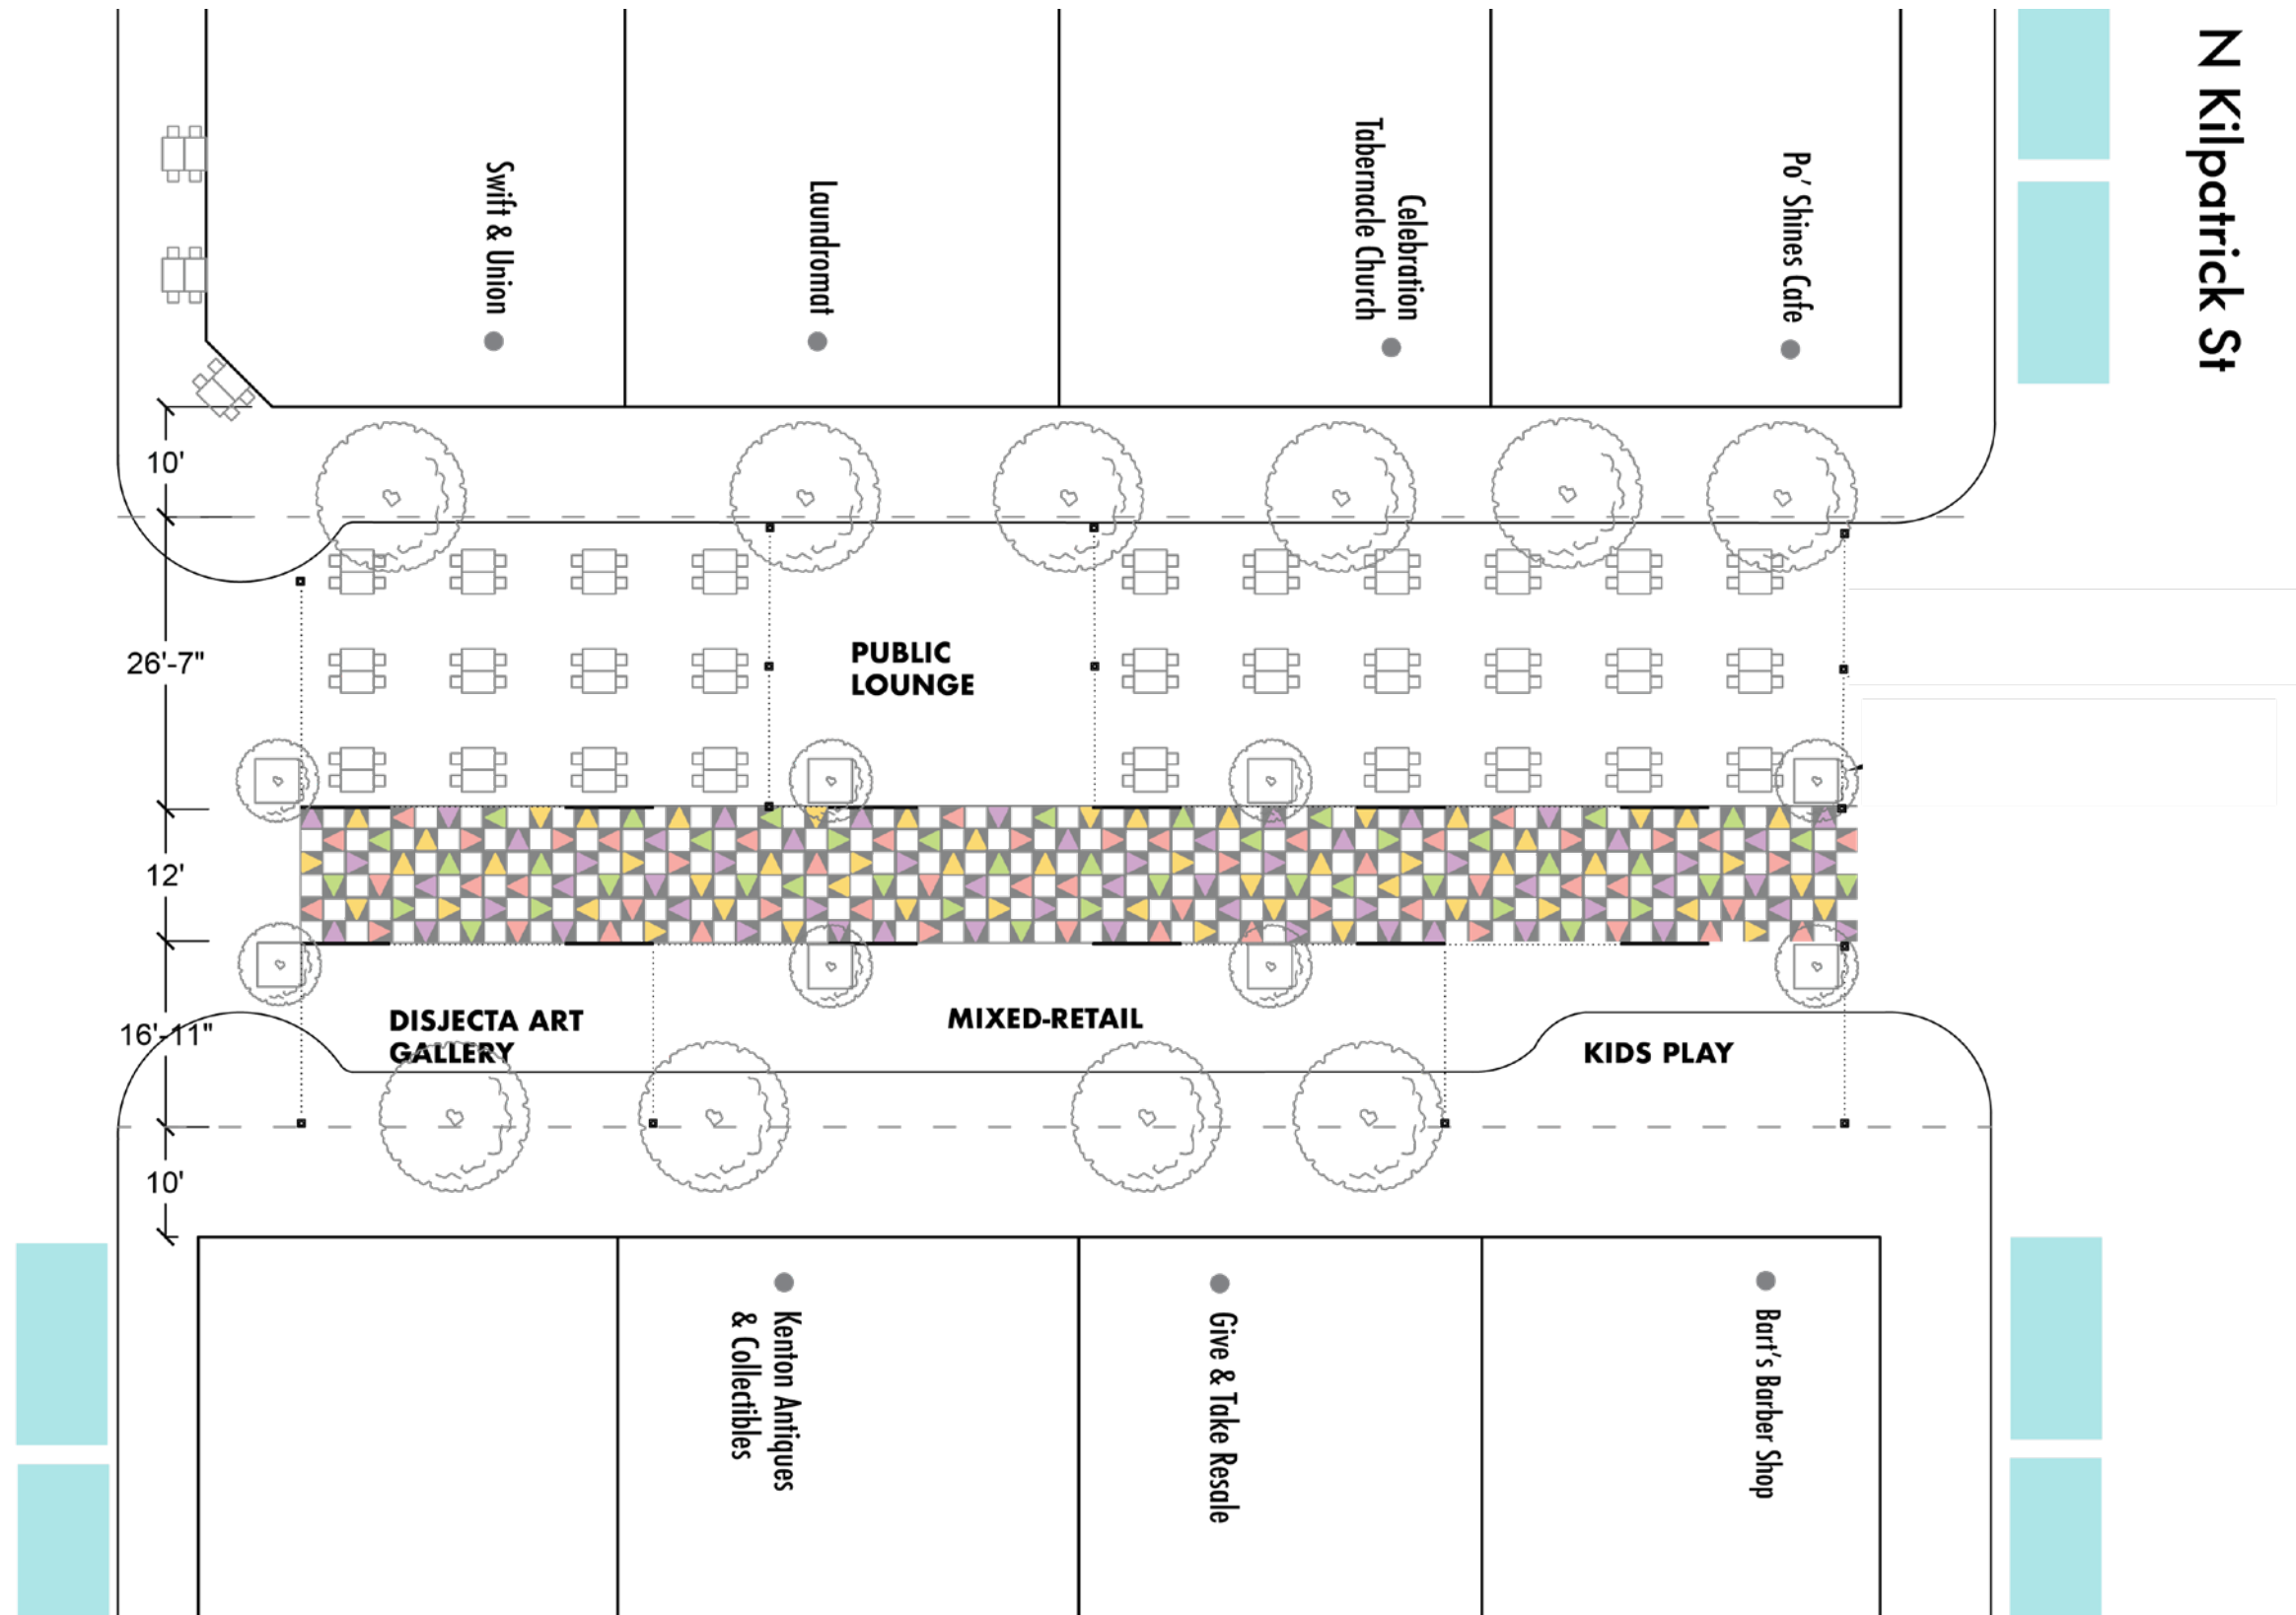 N Kilpatrick St
Swift & Union
Laundromat
Celebration
Tabernacle Church
Po' Shines Cafe
10'
26'-7"
PUBLIC
LOUNGE
12'
DISJECTA ART
GALLERY
MIXED-RETAIL
KIDS PLAY
16'-11"
10'
Kenton Antiques
& Collectibles
Give & Take Resale
Bart's Barber Shop